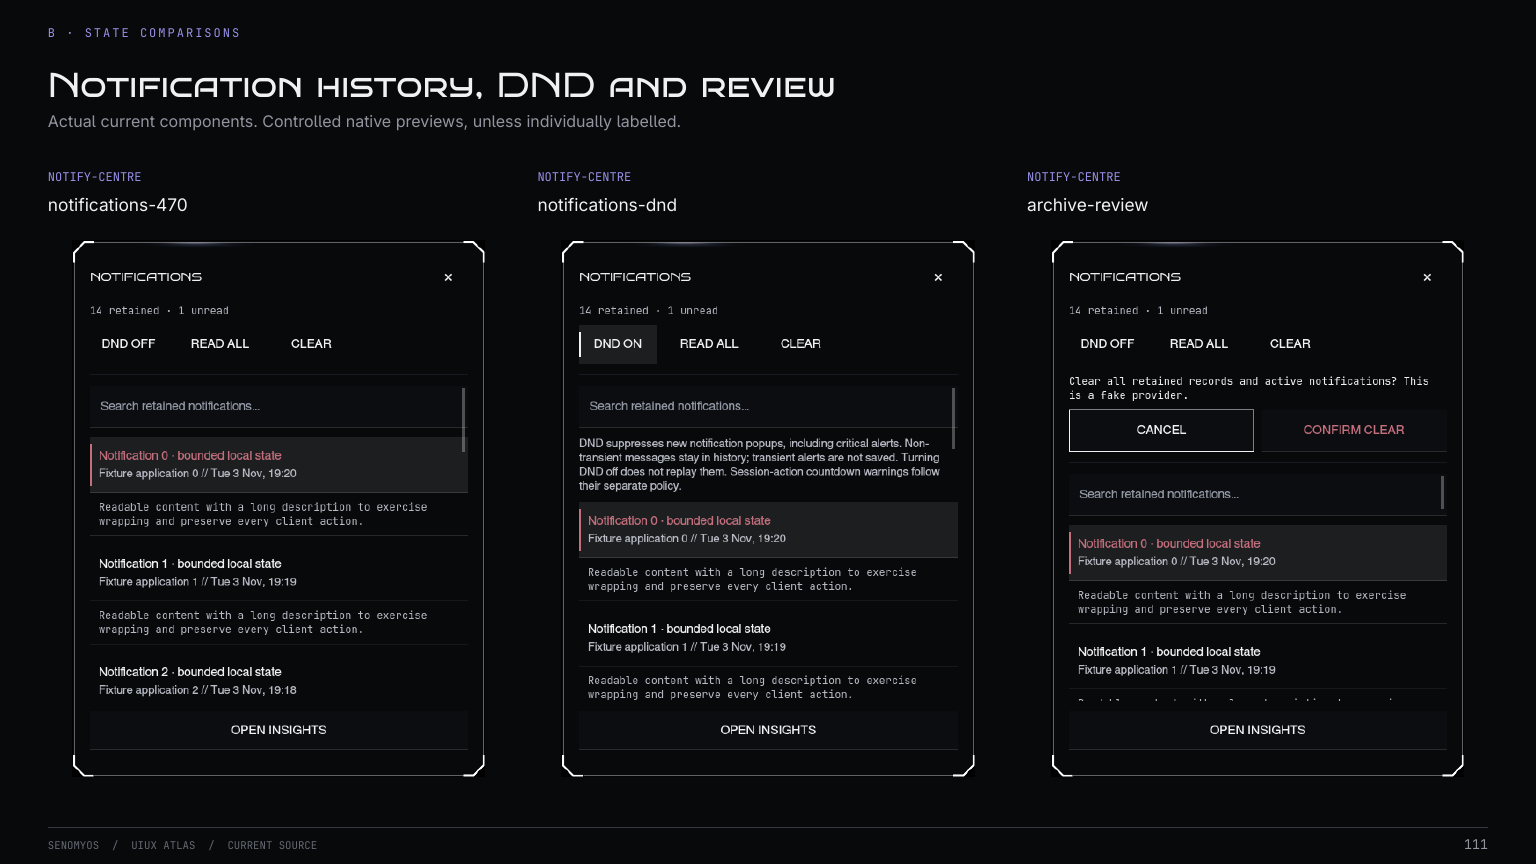 B · STATE COMPARISONS
Notification history, DND and review
Actual current components. Controlled native previews, unless individually labelled.
NOTIFY-CENTRE
notifications-470
NOTIFICATIONS ×
14 retained · 1 unread
DND OFF READ ALL CLEAR
Search retained notifications...
Notification 0 · bounded local state
Fixture application 0 // Tue 3 Nov, 19:20
Readable content with a long description to exercise
wrapping and preserve every client action.
Notification 1 · bounded local state
Fixture application 1 // Tue 3 Nov, 19:19
Readable content with a long description to exercise
wrapping and preserve every client action.
Notification 2 · bounded local state
Fixture application 2 // Tue 3 Nov, 19:18
OPEN INSIGHTS
NOTIFY-CENTRE
notifications-dnd
NOTIFICATIONS ×
14 retained · 1 unread
DND ON READ ALL CLEAR
Search retained notifications...
DND suppresses new notification popups, including critical alerts. Non-
transient messages stay in history; transient alerts are not saved. Turning
DND off does not replay them. Session-action countdown warnings follow
their separate policy.
Notification 0 · bounded local state
Fixture application 0 // Tue 3 Nov, 19:20
Readable content with a long description to exercise
wrapping and preserve every client action.
Notification 1 · bounded local state
Fixture application 1 // Tue 3 Nov, 19:19
Readable content with a long description to exercise
wrapping and preserve every client action.
OPEN INSIGHTS
NOTIFY-CENTRE
archive-review
NOTIFICATIONS ×
14 retained · 1 unread
DND OFF READ ALL CLEAR
Clear all retained records and active notifications? This
is a fake provider.
CANCEL CONFIRM CLEAR
Search retained notifications...
Notification 0 · bounded local state
Fixture application 0 // Tue 3 Nov, 19:20
Readable content with a long description to exercise
wrapping and preserve every client action.
Notification 1 · bounded local state
Fixture application 1 // Tue 3 Nov, 19:19
OPEN INSIGHTS
SENOMYOS / UIUX ATLAS / CURRENT SOURCE
111